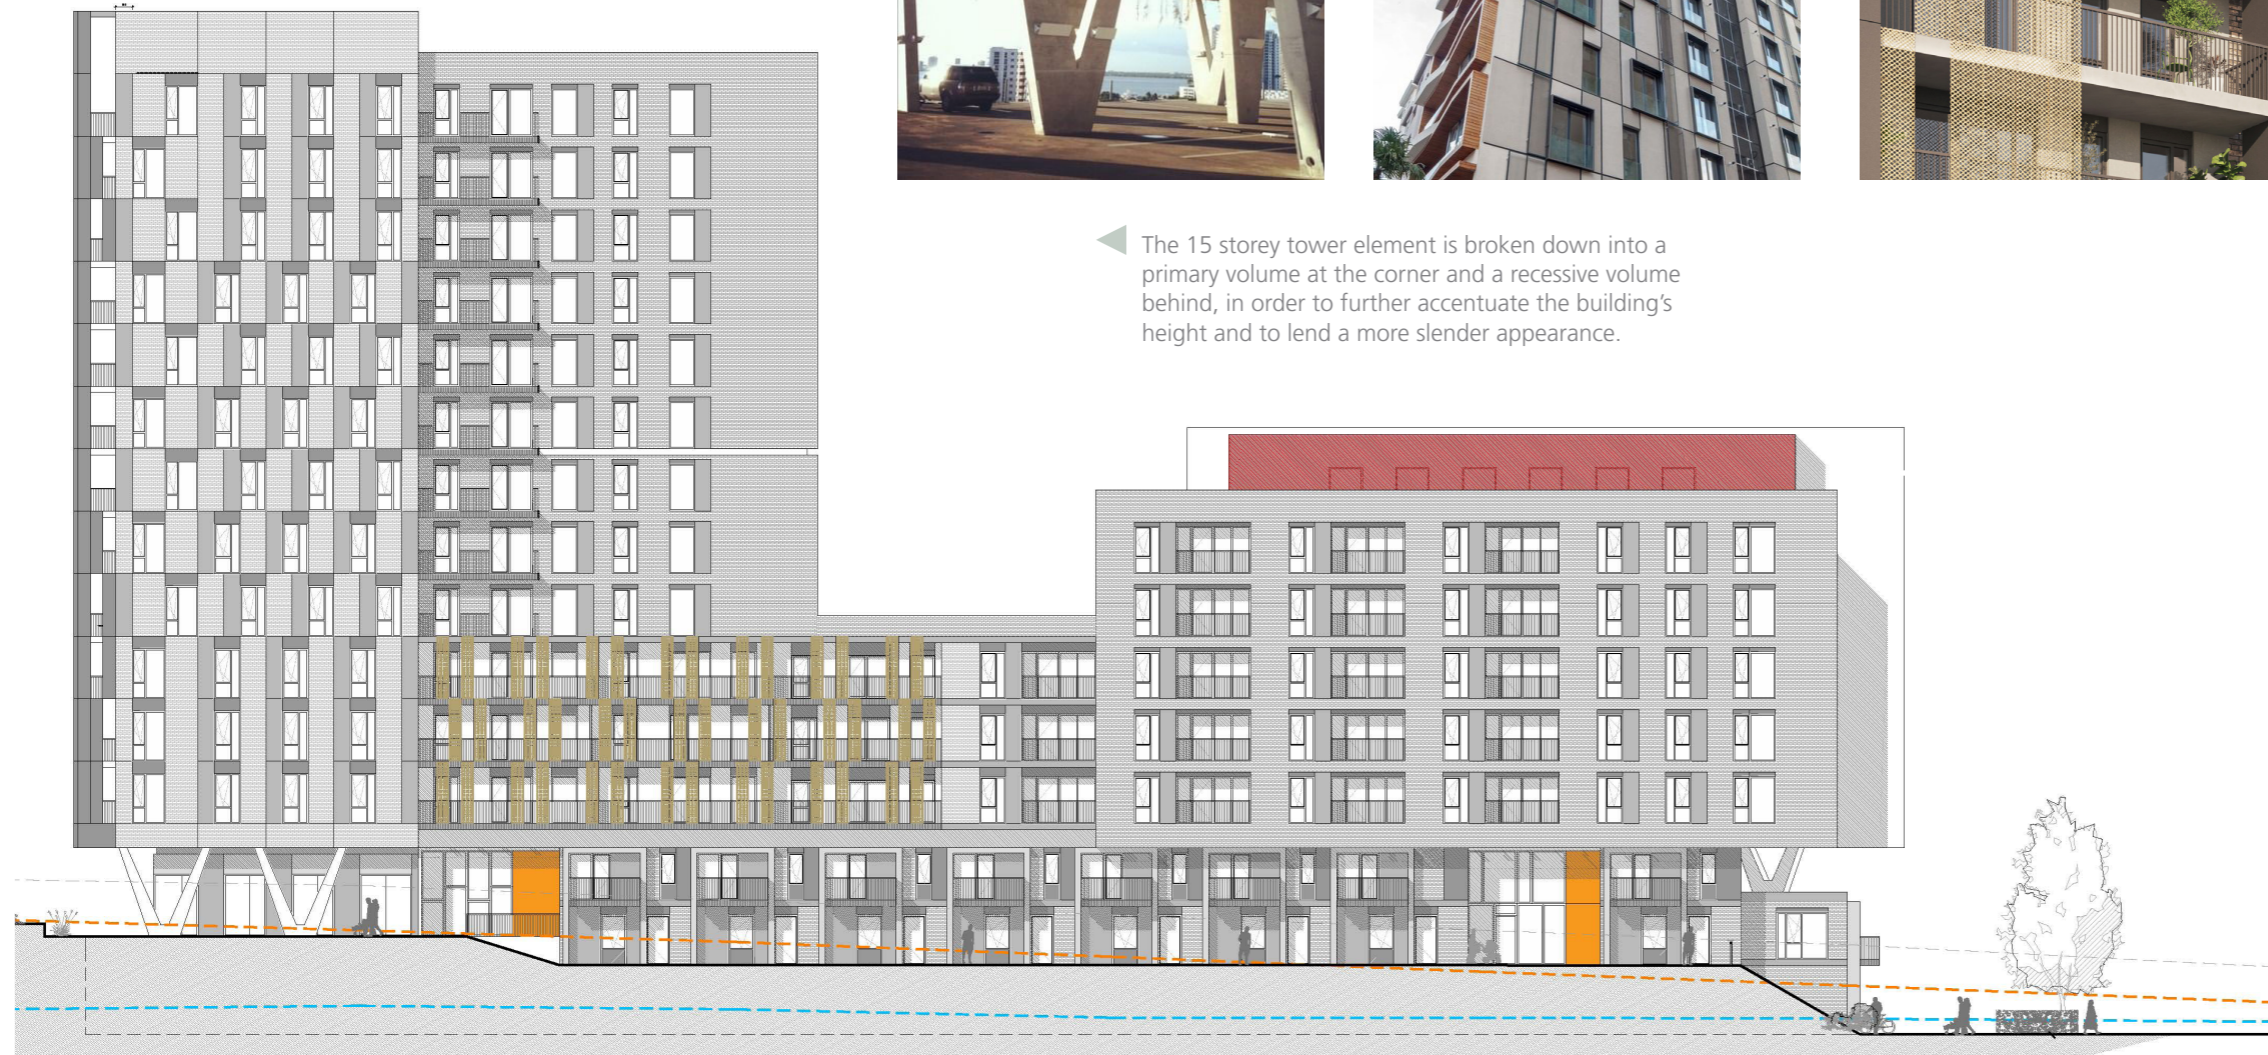 The 15 storey tower element is broken down into a
primary volume at the corner and a recessive volume
behind, in order to further accentuate the building’s
height and to lend a more slender appearance.